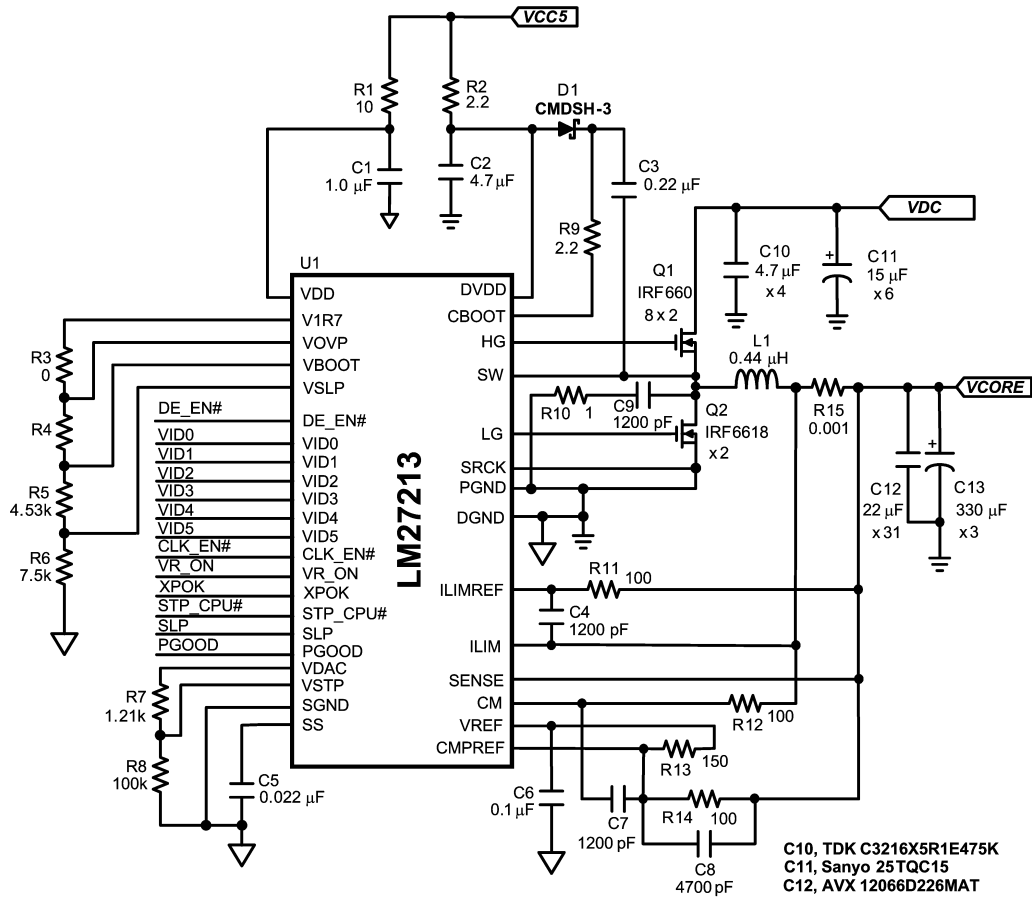 VCC5
R1
10
R2
2.2
D1
CMDSH-3
C1
1.0 µF
C2
4.7 µF
C3
0.22 µF
R9
2.2
VDC
C10
4.7 µF
x 4
C11
15 µF
x 6
U1
Q1
IRF660
8 x 2
L1
0.44 µH
LM27213
VDD
V1R7
VOVP
VBOOT
VSLP
DE_EN#
VID0
VID1
VID2
VID3
VID4
VID5
CLK_EN#
VR_ON
XPOK
STP_CPU#
SLP
PGOOD
VDAC
VSTP
SGND
SS
DVDD
CBOOT
HG
SW
LG
SRCK
PGND
DGND
ILIMREF
ILIM
SENSE
CM
VREF
CMPREF
R3
0
R4
R5
4.53k
R6
7.5k
DE_EN#
VID0
VID1
VID2
VID3
VID4
VID5
CLK_EN#
VR_ON
XPOK
STP_CPU#
SLP
PGOOD
R7
1.21k
R8
100k
C5
0.022 µF
R10
1
C9
1200 pF
Q2
IRF6618
x 2
R15
0.001
VCORE
C12
22 µF
x 31
C13
330 µF
x 3
R11
100
C4
1200 pF
R12
100
R13
150
C6
0.1 µF
C7
1200 pF
R14
100
C8
4700 pF
C10, TDK C3216X5R1E475K
C11, Sanyo 25TQC15
C12, AVX 12066D226MAT